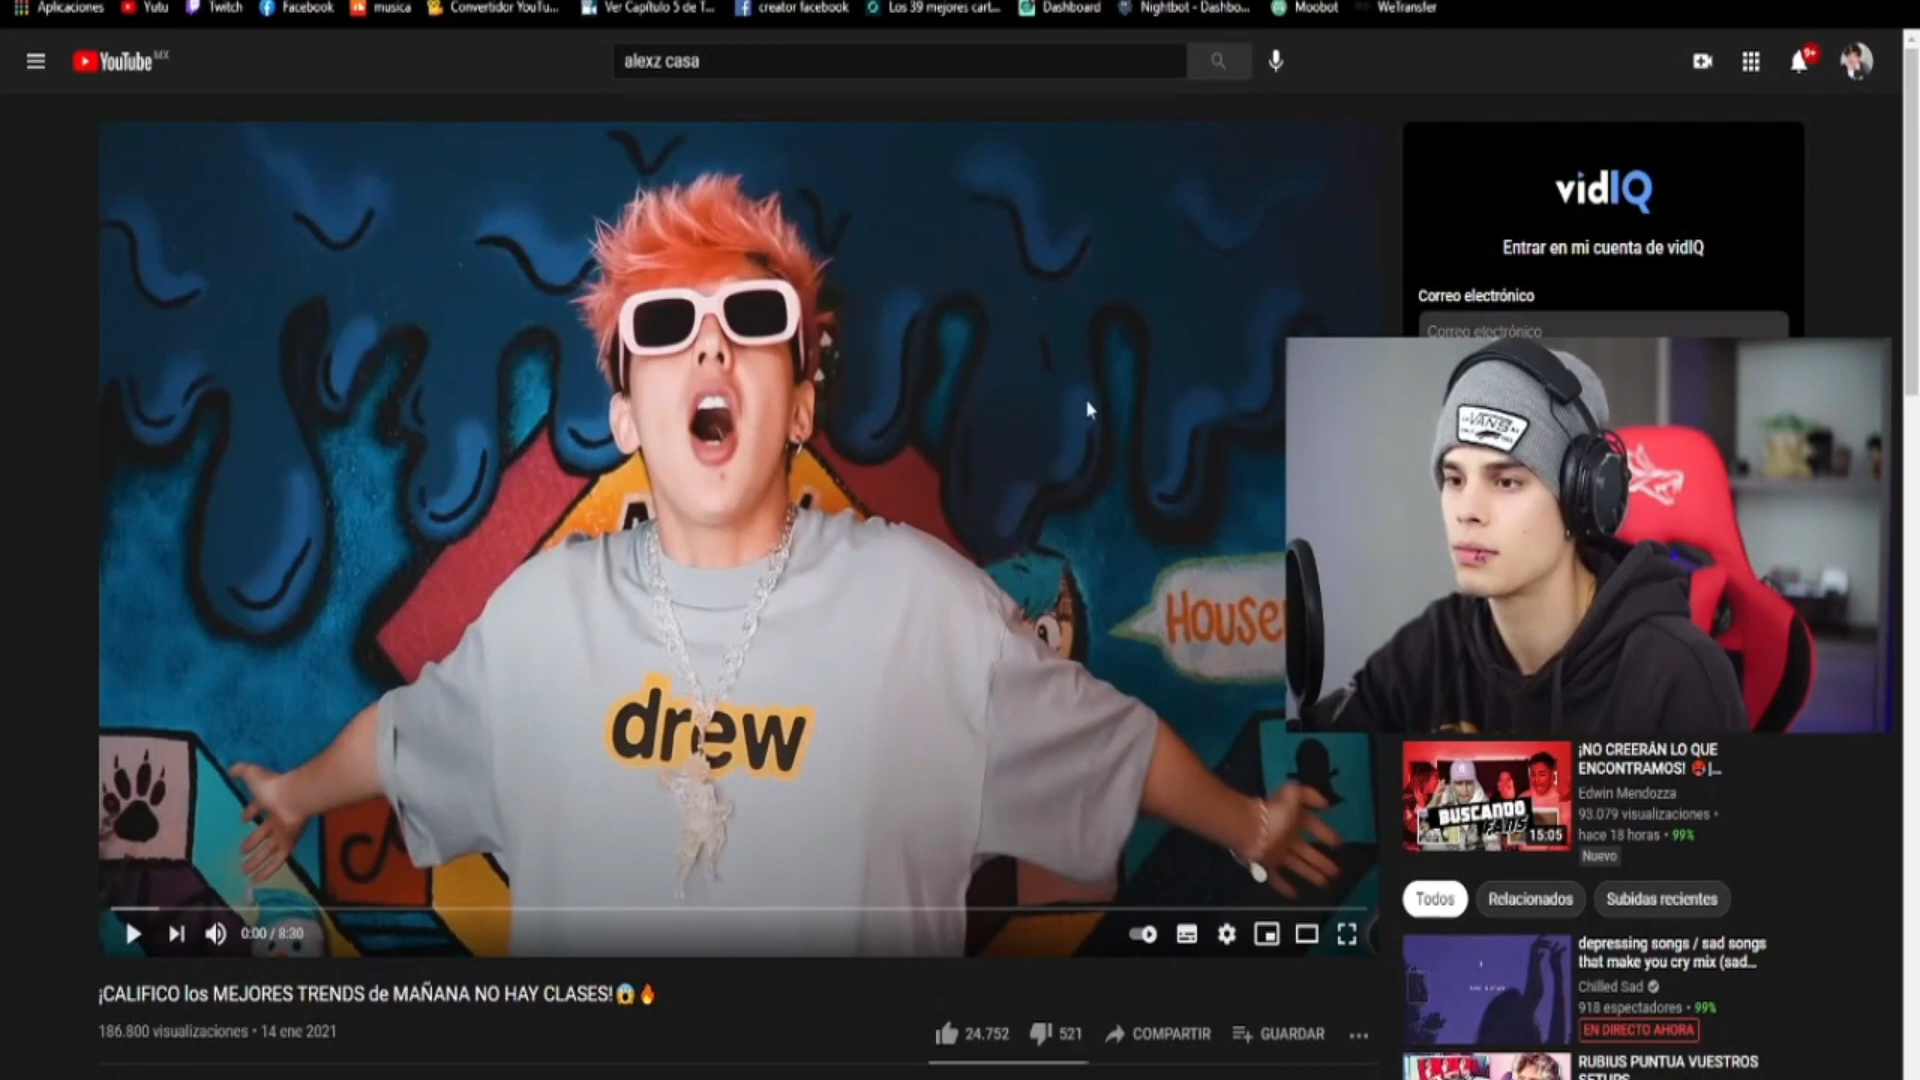 Aplicaciones Yutu Twitch Facebook musica Convertidor YouTu... Ver Capítulo 5 de T... creator facebook Los 39 mejores cart... Dashboard Nightbot - Dashbo... Moobot WeTransfer
YouTube MX
alexz casa
9+
vidIQ
Entrar en mi cuenta de vidIQ
Correo electrónico
Correo electrónico
VANS
House
drew
0:00 / 8:30
¡CALIFICO los MEJORES TRENDS de MAÑANA NO HAY CLASES!😱🔥
186.800 visualizaciones • 14 ene 2021
24.752 521 COMPARTIR GUARDAR
BUSCANDO
FANS
15:05
¡NO CREERÁN LO QUE
ENCONTRAMOS! 🥵 |...
Edwin Mendozza
93.079 visualizaciones •
hace 18 horas • 99%
Nuevo
Todos Relacionados Subidas recientes
depressing songs / sad songs
that make you cry mix (sad...
Chilled Sad
918 espectadores • 99%
EN DIRECTO AHORA
RUBIUS PUNTUA VUESTROS
SETUPS